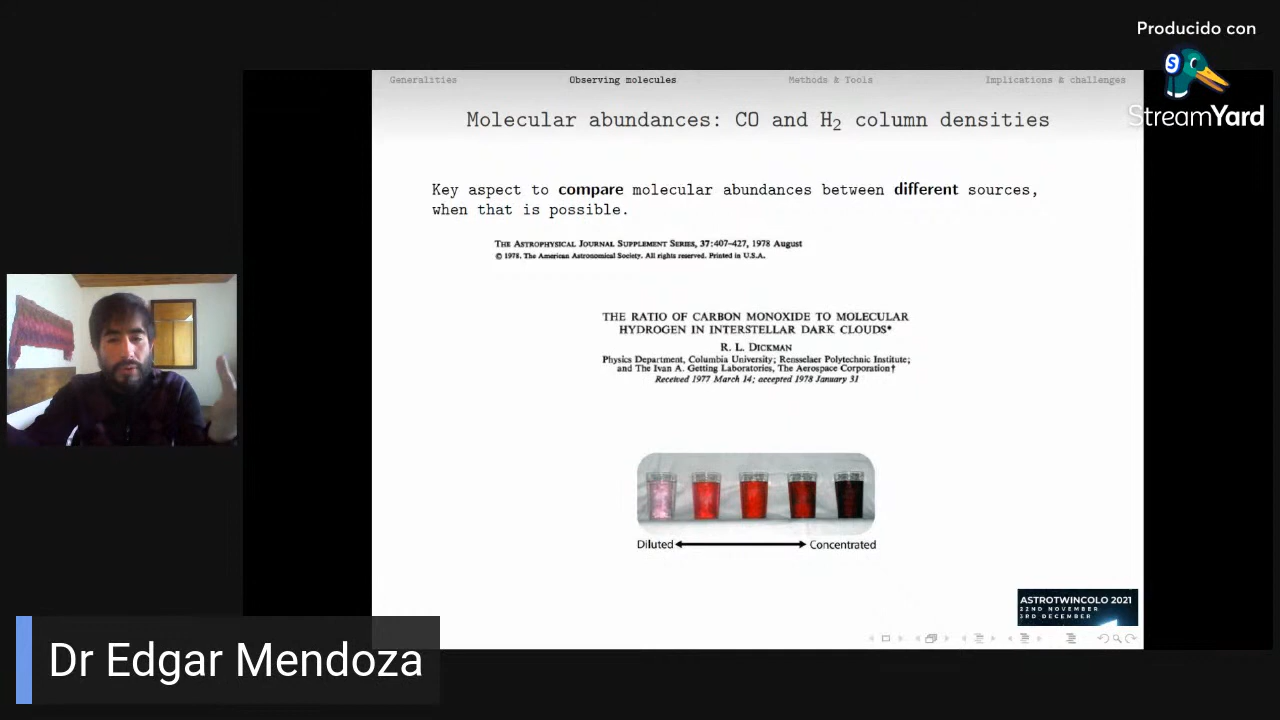 Producido con
StreamYard
Generalities Observing molecules Methods & Tools Implications & challenges
Molecular abundances: CO and H2 column densities
Key aspect to compare molecular abundances between different sources,
when that is possible.
THE ASTROPHYSICAL JOURNAL SUPPLEMENT SERIES, 37:407-427, 1978 August
© 1978. The American Astronomical Society. All rights reserved. Printed in U.S.A.
THE RATIO OF CARBON MONOXIDE TO MOLECULAR
HYDROGEN IN INTERSTELLAR DARK CLOUDS*
R. L. DICKMAN
Physics Department, Columbia University; Rensselaer Polytechnic Institute;
and The Ivan A. Getting Laboratories, The Aerospace Corporation†
Received 1977 March 14; accepted 1978 January 31
Diluted Concentrated
ASTROTWINCOLO 2021
22ND NOVEMBER
3RD DECEMBER
Dr Edgar Mendoza